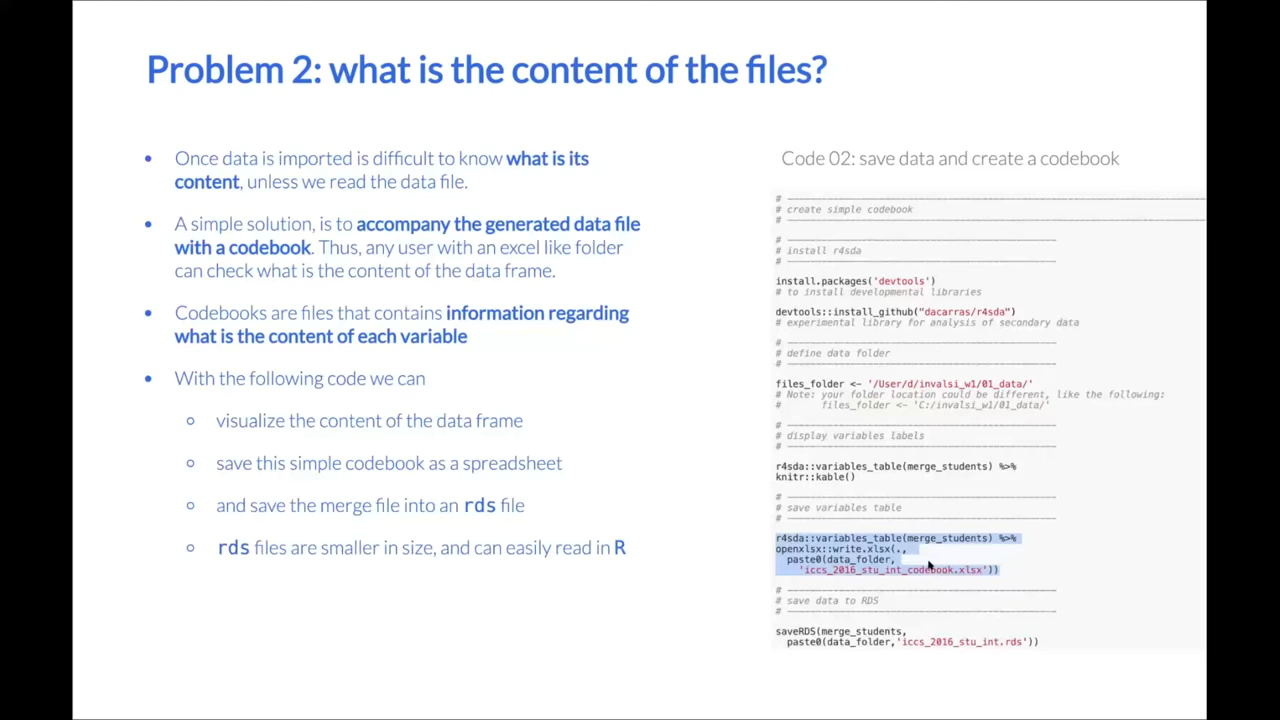 Problem 2: what is the content of the files?
• Once data is imported is difficult to know what is its
content, unless we read the data file.
• A simple solution, is to accompany the generated data file
with a codebook. Thus, any user with an excel like folder
can check what is the content of the data frame.
• Codebooks are files that contains information regarding
what is the content of each variable
• With the following code we can
○ visualize the content of the data frame
○ save this simple codebook as a spreadsheet
○ and save the merge file into an rds file
○ rds files are smaller in size, and can easily read in R
Code 02: save data and create a codebook
# ------------------------------------------------------------
# create simple codebook
# ------------------------------------------------------------
# ------------------------------------------------
# install r4sda
# ------------------------------------------------
install.packages('devtools')
# to install developmental libraries
devtools::install_github("dacarras/r4sda")
# experimental library for analysis of secondary data
# ------------------------------------------------
# define data folder
# ------------------------------------------------
files_folder <- '/User/d/invalsi_w1/01_data/'
# Note: your folder location could be different, like the following:
# files_folder <- 'C:/invalsi_w1/01_data/'
# ------------------------------------------------
# display variables labels
# ------------------------------------------------
r4sda::variables_table(merge_students) %>%
knitr::kable()
# ------------------------------------------------
# save variables table
# ------------------------------------------------
r4sda::variables_table(merge_students) %>%
openxlsx::write.xlsx(.,
paste0(data_folder,
'iccs_2016_stu_int_codebook.xlsx'))
# ------------------------------------------------
# save data to RDS
# ------------------------------------------------
saveRDS(merge_students,
paste0(data_folder,'iccs_2016_stu_int.rds'))